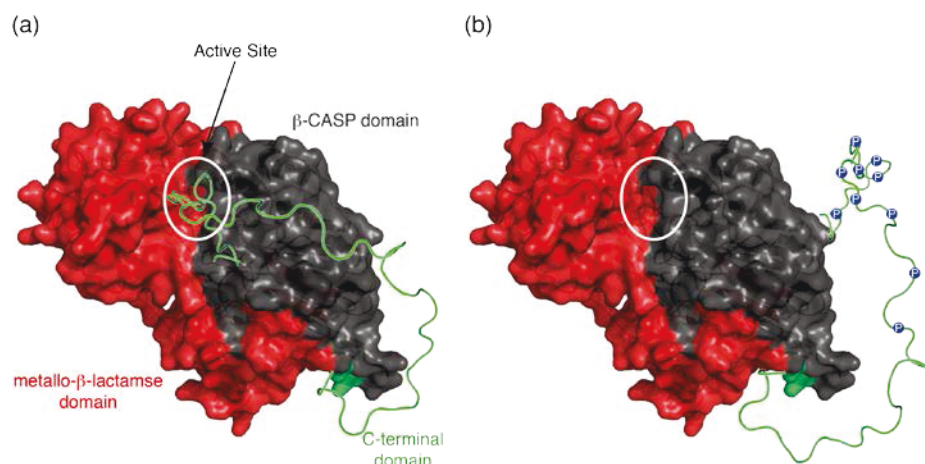 (a)
(b)
Active Site
β-CASP domain
metallo-β-lactamse
domain
C-terminal
domain
P
P
P
P
P
P
P
P
P
P